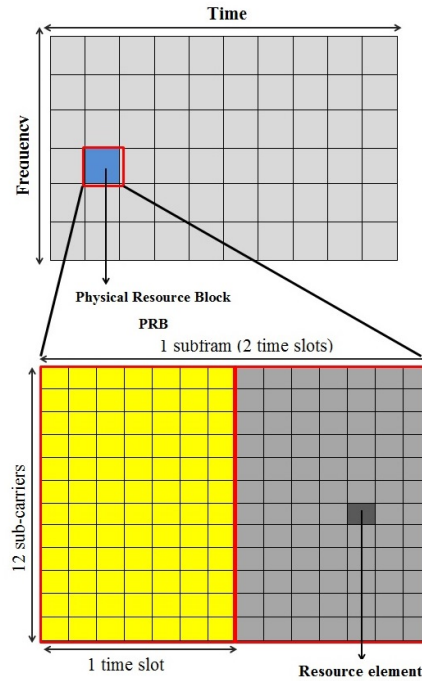 Time
Frequency
Physical Resource Block
PRB
1 subfram (2 time slots)
12 sub-carriers
1 time slot
Resource element